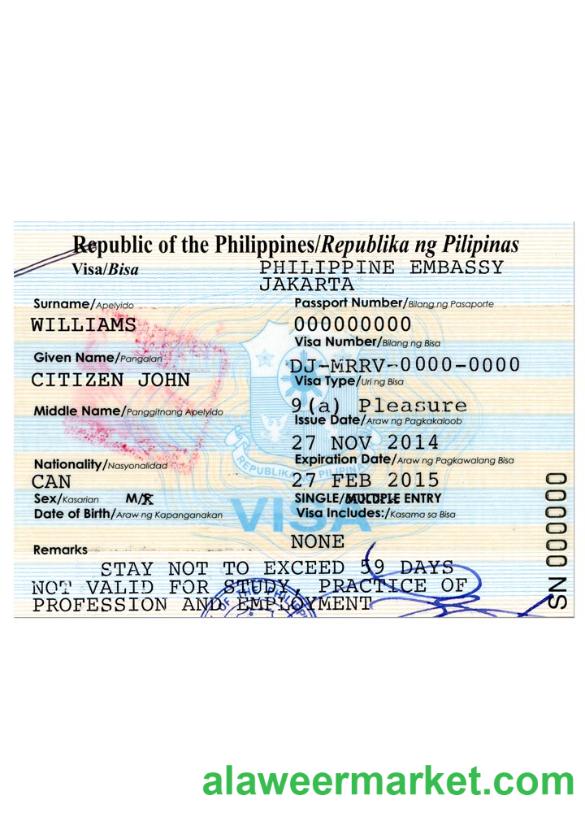 Republic of the Philippines/Republika ng Pilipinas
Visa/Bisa
PHILIPPINE EMBASSY
JAKARTA
Surname/Apelyido
WILLIAMS
Passport Number/Bilang ng Pasaporte
000000000
Visa Number/Bilang ng Bisa
Given Name/Pangalan
CITIZEN JOHN
DJ-MRRV-0000-0000
Visa Type/Uri ng Bisa
Middle Name/Panggitnang Apelyido
9(a) Pleasure
Issue Date/Araw ng Pagkakaloob
27 NOV 2014
Nationality/Nasyonalidad
CAN
Expiration Date/Araw ng Pagkawalang Bisa
27 FEB 2015
Sex/Kasarian M/
SINGLE/MULTIPLE ENTRY
Date of Birth/Araw ng Kapanganakan
Visa Includes:/Kasama sa Bisa
NONE
REPUBLIKA NG PILIPINAS
VISA
Remarks
STAY NOT TO EXCEED 59 DAYS
NOT VALID FOR STUDY, PRACTICE OF
PROFESSION AND EMPLOYMENT
SN 000000
alaweermarket.com